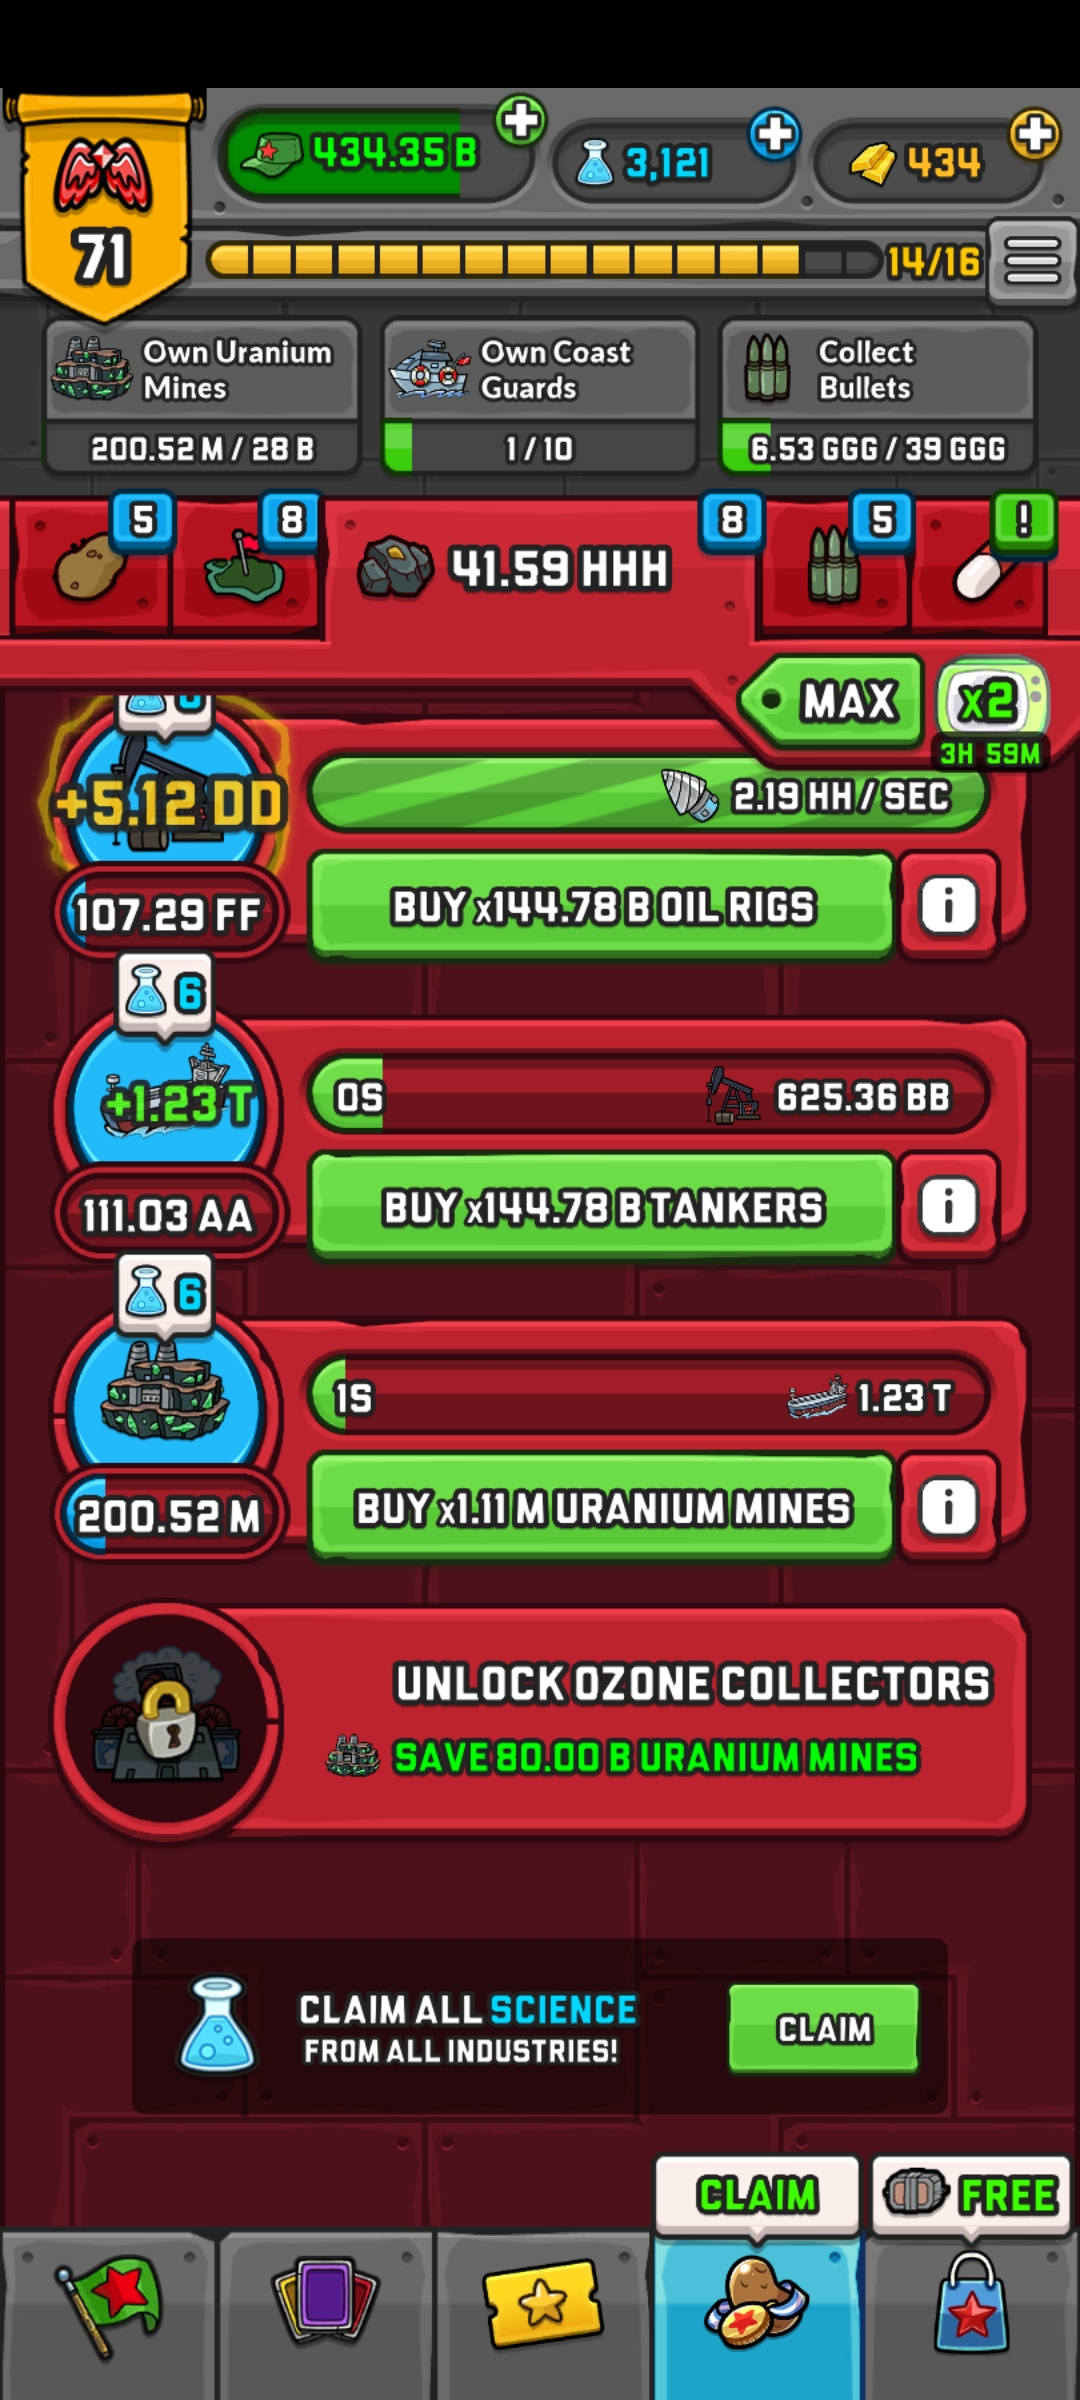 434.35 B
3,121
434
71
14/16
Own Uranium
Mines
200.52 M / 28 B
Own Coast
Guards
1 / 10
Collect
Bullets
6.53 GGG / 39 GGG
5
8
41.59 HHH
8
5
!
MAX
x2
3H 59M
+5.12 DD
2.19 HH / SEC
107.29 FF
BUY x144.78 B OIL RIGS
i
6
+1.23 T
0S
625.36 BB
111.03 AA
BUY x144.78 B TANKERS
i
6
1S
1.23 T
200.52 M
BUY x1.11 M URANIUM MINES
i
UNLOCK OZONE COLLECTORS
SAVE 80.00 B URANIUM MINES
CLAIM ALL SCIENCE
FROM ALL INDUSTRIES!
CLAIM
CLAIM
FREE